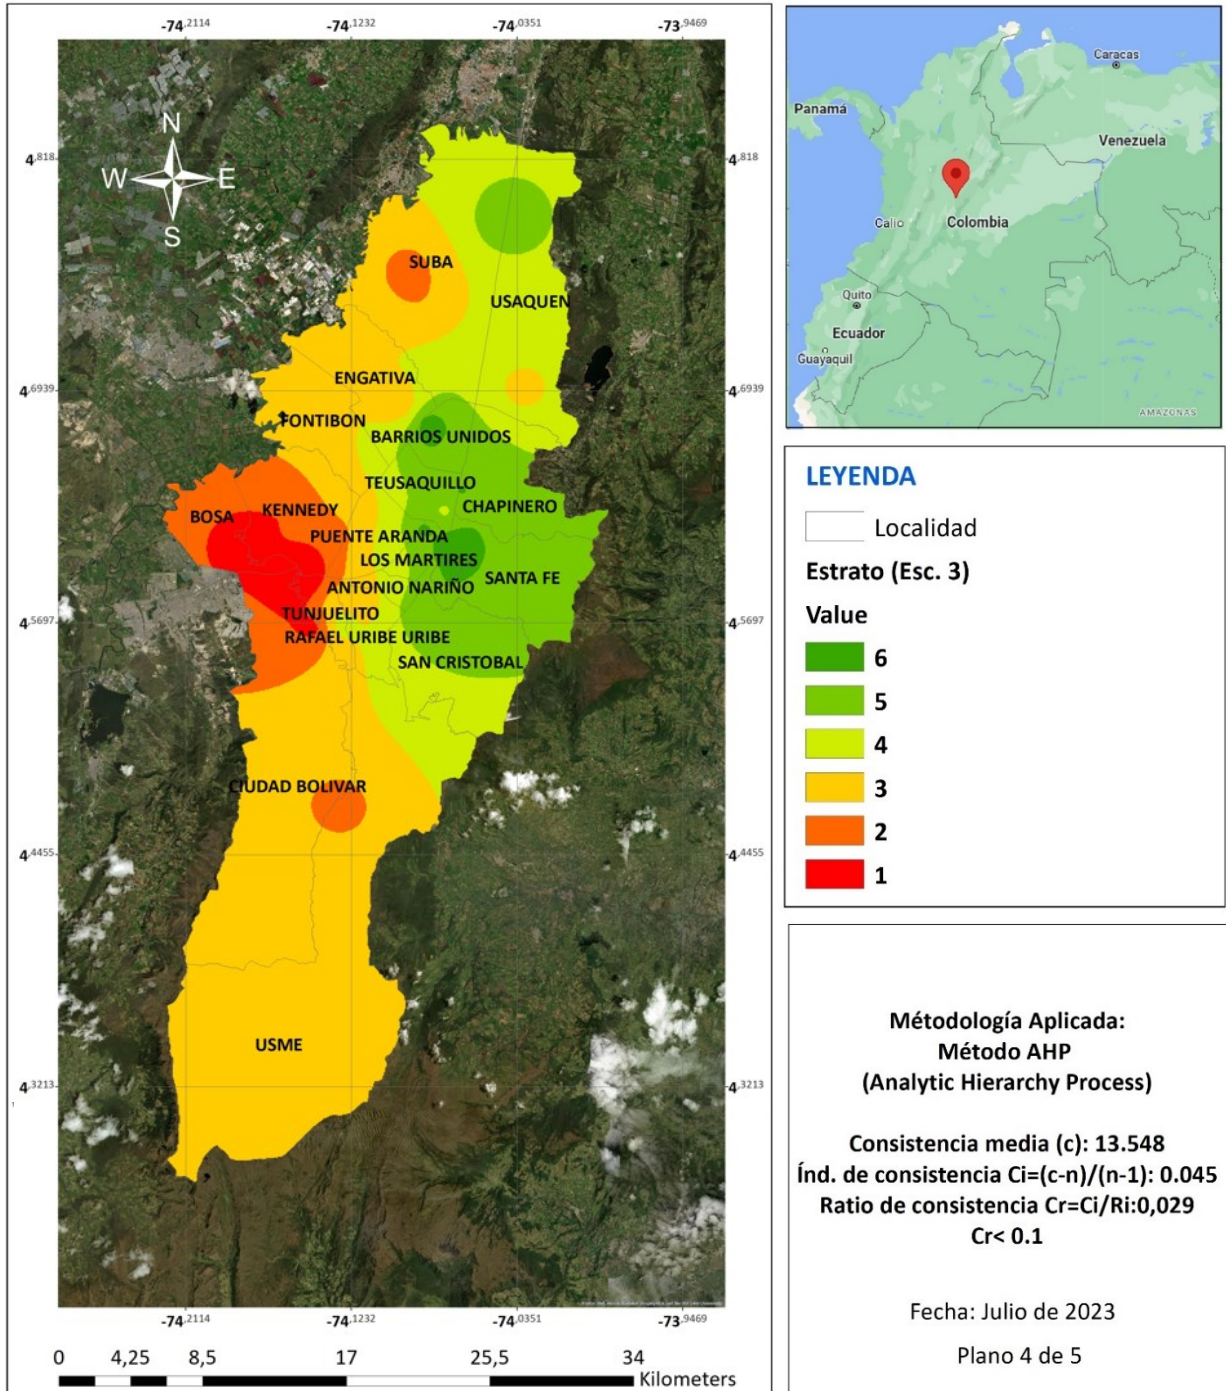 -74,2114 -74,1232 -74,0351 -73,9469
N
W E
S
4,818 4,818
SUBA
USAQUEN
4,6939 4,6939
ENGATIVA
FONTIBON
BARRIOS UNIDOS
TEUSAQUILLO
CHAPINERO
BOSA
KENNEDY
PUENTE ARANDA
LOS MARTIRES
SANTA FE
ANTONIO NARIÑO
4,5697 4,5697
TUNJUELITO
RAFAEL URIBE URIBE
SAN CRISTOBAL
CIUDAD BOLIVAR
4,4455 4,4455
USME
4,3213 4,3213
-74,2114 -74,1232 -74,0351 -73,9469
0 4,25 8,5 17 25,5 34
Kilometers
Caracas
Panamá
Venezuela
Calio
Colombia
Quito
Ecuador
Guayaquil
AMAZONAS
LEYENDA
Localidad
Estrato (Esc. 3)
Value
6
5
4
3
2
1
Métodología Aplicada:
Método AHP
(Analytic Hierarchy Process)
Consistencia media (c): 13.548
Índ. de consistencia Ci=(c-n)/(n-1): 0.045
Ratio de consistencia Cr=Ci/Ri:0,029
Cr< 0.1
Fecha: Julio de 2023
Plano 4 de 5